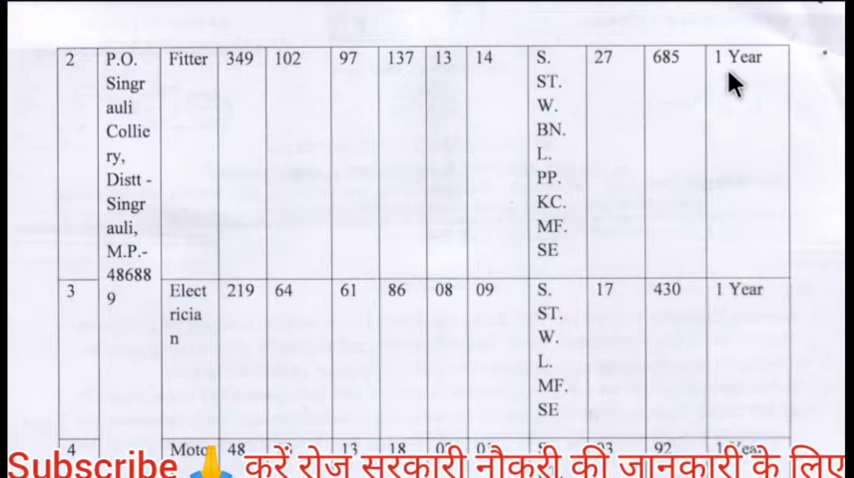 2 P.O. Fitter 349 102 97 137 13 14 S. 27 685 1 Year
Singr ST.
auli W.
Collie BN.
ry, L.
Distt - PP.
Singr KC.
auli, MF.
M.P.- SE
48688
9
3 Elect 219 64 61 86 08 09 S. 17 430 1 Year
ricia ST.
n W.
L.
MF.
SE
4 Moto 48 13 18 92
Subscribe 🙏 करें रोज सरकारी नौकरी की जानकारी के लिए